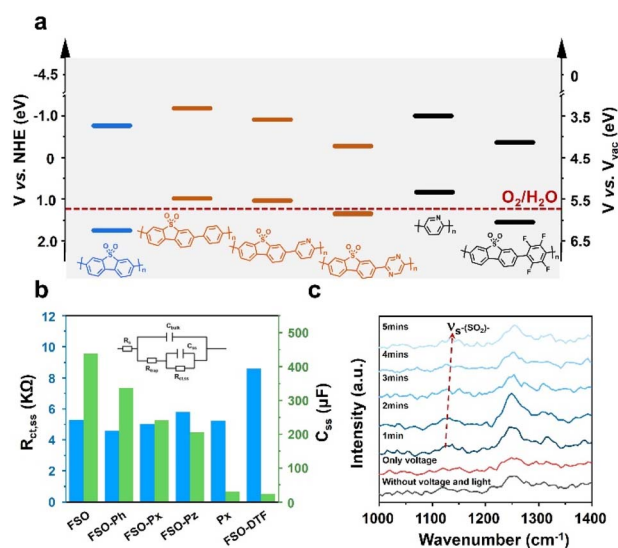 a
V vs. NHE (eV)
-4.5
-1.0
0
1.0
2.0
V vs. Vvac (eV)
0
3.5
4.5
5.5
6.5
O2/H2O
O O
S
n
O O
S
n
O O
S
N
n
O O
S
N
N
n
N
n
O O
S
F F
F F
n
b
Rct,ss (KΩ)
12
10
8
6
4
2
0
Css (μF)
500
400
300
200
100
0
Rs
Cbulk
Rtrap
Css
Rct,ss
FSO
FSO-Ph
FSO-Px
FSO-Pz
Px
FSO-DTF
c
Intensity (a.u.)
νs-(SO2)-
5mins
4mins
3mins
2mins
1min
Only voltage
Without voltage and light
1000 1100 1200 1300 1400
Wavenumber (cm-1)